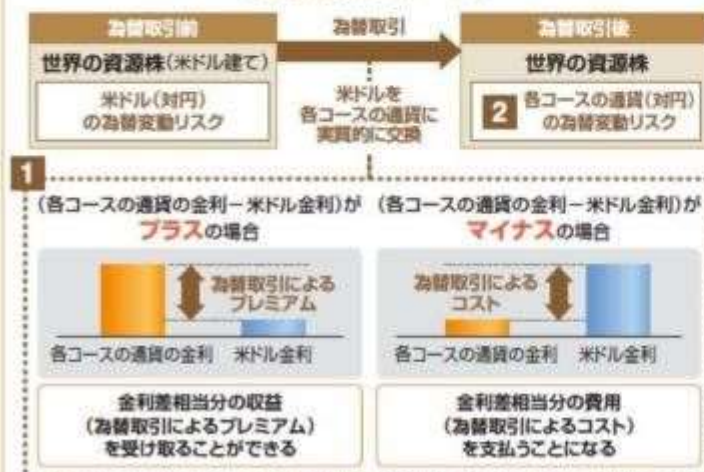 為替取引前
為替取引
為替取引後
世界の資源株(米ドル建て)
世界の資源株
米ドル(対円)
の為替変動リスク
米ドルを
各コースの通貨に
実質的に交換
2
各コースの通貨(対円)
の為替変動リスク
1
(各コースの通貨の金利－米ドル金利)が
プラスの場合
(各コースの通貨の金利－米ドル金利)が
マイナスの場合
為替取引による
プレミアム
為替取引による
コスト
各コースの通貨の金利
米ドル金利
各コースの通貨の金利
米ドル金利
金利差相当分の収益
(為替取引によるプレミアム)
を受け取ることができる
金利差相当分の費用
(為替取引によるコスト)
を支払うことになる